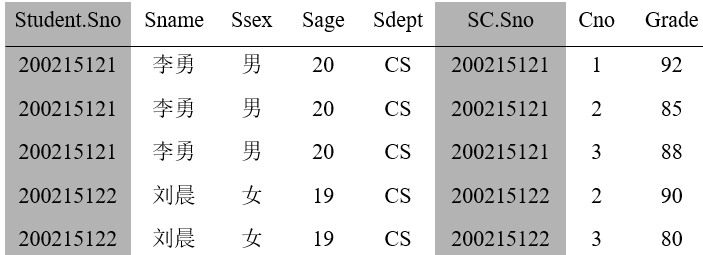 Student.Sno Sname Ssex Sage Sdept SC.Sno Cno Grade
200215121 李勇 男 20 CS 200215121 1 92
200215121 李勇 男 20 CS 200215121 2 85
200215121 李勇 男 20 CS 200215121 3 88
200215122 刘晨 女 19 CS 200215122 2 90
200215122 刘晨 女 19 CS 200215122 3 80